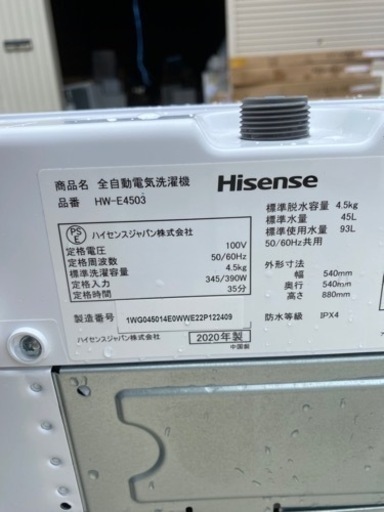 商品名 全自動電気洗濯機
品番 HW-E4503
Hisense
PSE
ハイセンスジャパン株式会社
定格電圧 100V
定格周波数 50/60Hz
標準洗濯容量 4.5kg
定格消費電力 345/390W
定格時間 35分
製造番号 1WG045014E0WWE22P122409
ハイセンスジャパン株式会社
2020年製
中国製
標準脱水容量 4.5kg
標準水量 45L
標準使用水量 93L
50/60Hz共用
外形寸法
幅 540mm
奥行 540mm
高さ 880mm
防水等級 IPX4